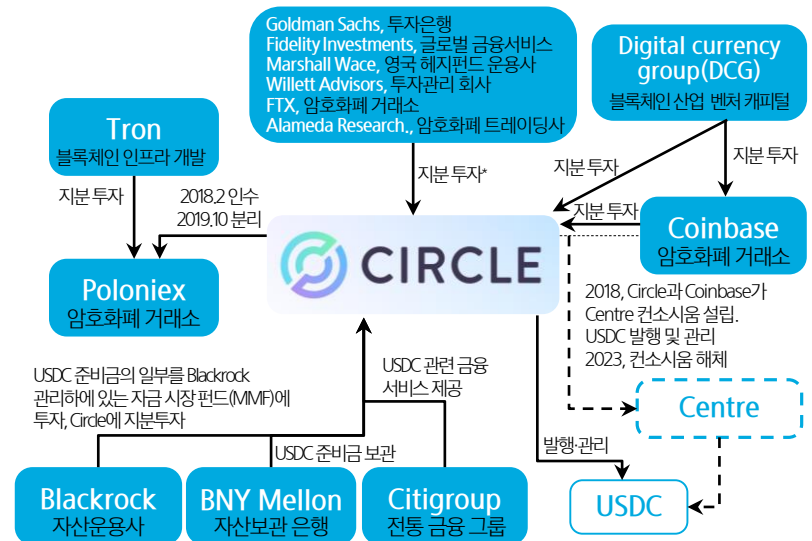 Goldman Sachs, 투자은행
Fidelity Investments, 글로벌 금융서비스
Marshall Wace, 영국 헤지펀드 운용사
Willett Advisors, 투자관리 회사
FTX, 암호화폐 거래소
Alameda Research., 암호화폐 트레이딩사
Digital currency
group(DCG)
블록체인 산업 벤처 캐피털
Tron
블록체인 인프라 개발
지분 투자
2018.2 인수
2019.10 분리
지분 투자*
지분 투자
지분 투자
지분 투자
Coinbase
암호화폐 거래소
CIRCLE
Poloniex
암호화폐 거래소
2018, Circle과 Coinbase가
Centre 컨소시움 설립.
USDC 발행 및 관리
2023, 컨소시움 해체
USDC 준비금의 일부를 Blackrock
관리하에 있는 자금 시장 펀드(MMF)에
투자, Circle에 지분투자
USDC 관련 금융
서비스 제공
Centre
USDC 준비금 보관
발행·관리
Blackrock
자산운용사
BNY Mellon
자산보관 은행
Citigroup
전통 금융 그룹
USDC